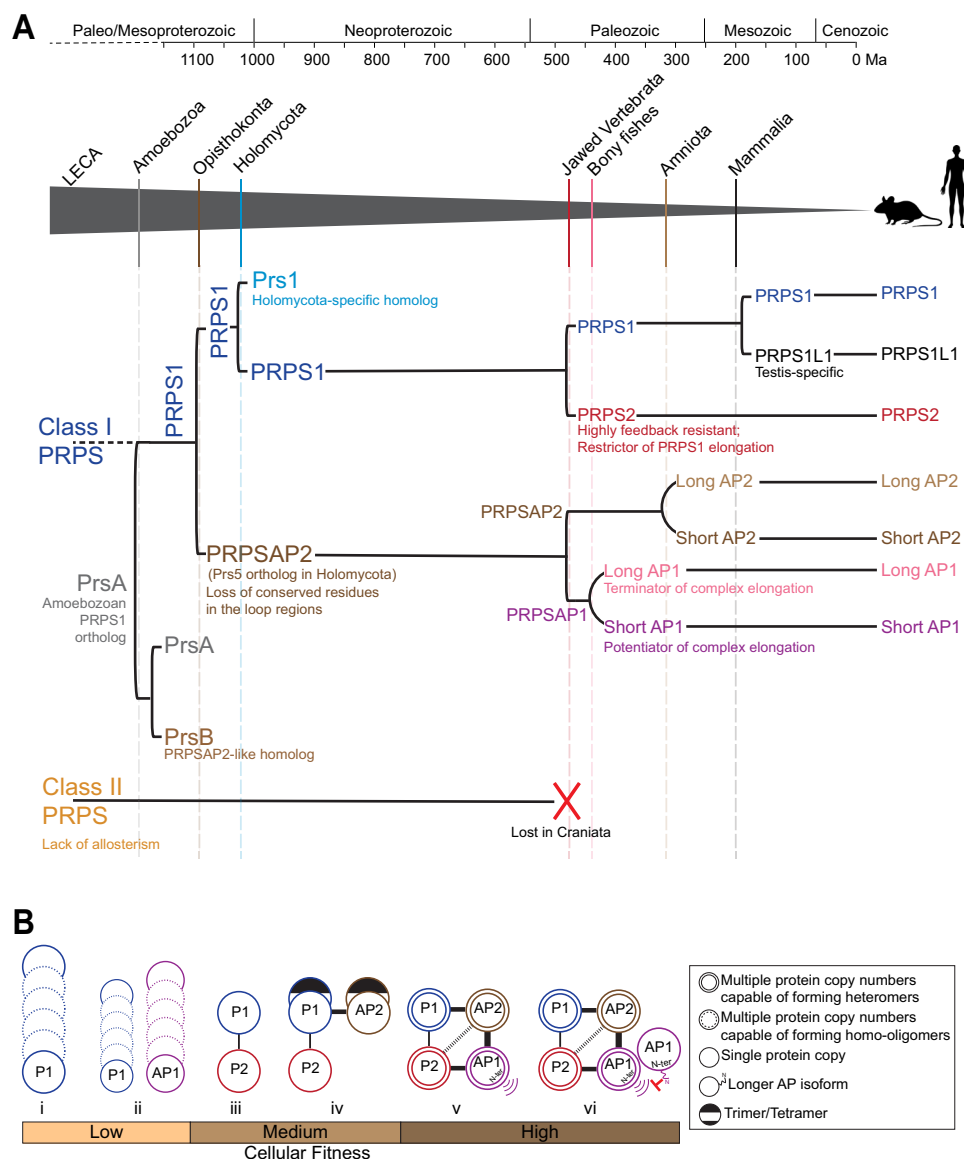 A
Paleo/Mesoproterozoic Neoproterozoic Paleozoic Mesozoic Cenozoic
1100 1000 900 800 700 600 500 400 300 200 100 0 Ma
LECA
Amoebozoa
Opisthokonta
Holomycota
Jawed Vertebrata
Bony fishes
Amniota
Mammalia
Prs1
Holomycota-specific homolog
PRPS1
PRPS1
PRPS1
PRPS1
PRPS1
PRPS1
PRPS1L1
Testis-specific
PRPS1L1
Class I
PRPS
PRPS2
Highly feedback resistant;
Restrictor of PRPS1 elongation
PRPS2
PRPSAP2
Long AP2
Long AP2
Short AP2
Short AP2
PRPSAP2
(Prs5 ortholog in Holomycota)
Loss of conserved residues
in the loop regions
PRPSAP1
Long AP1
Terminator of complex elongation
Long AP1
Short AP1
Potentiator of complex elongation
Short AP1
PrsA
Amoebozoan
PRPS1
ortholog
PrsA
PrsB
PRPSAP2-like homolog
Class II
PRPS
Lack of allosterism
Lost in Craniata
B
P1
P1 AP1
P1
P2
P1 AP2
P2
P1 AP2
P2 AP1
N-ter
P1 AP2
P2 AP1
N-ter
AP1
N-ter
N
i ii iii iv v vi
Low Medium High
Cellular Fitness
Multiple protein copy numbers
capable of forming heteromers
Multiple protein copy numbers
capable of forming homo-oligomers
Single protein copy
N
Longer AP isoform
Trimer/Tetramer